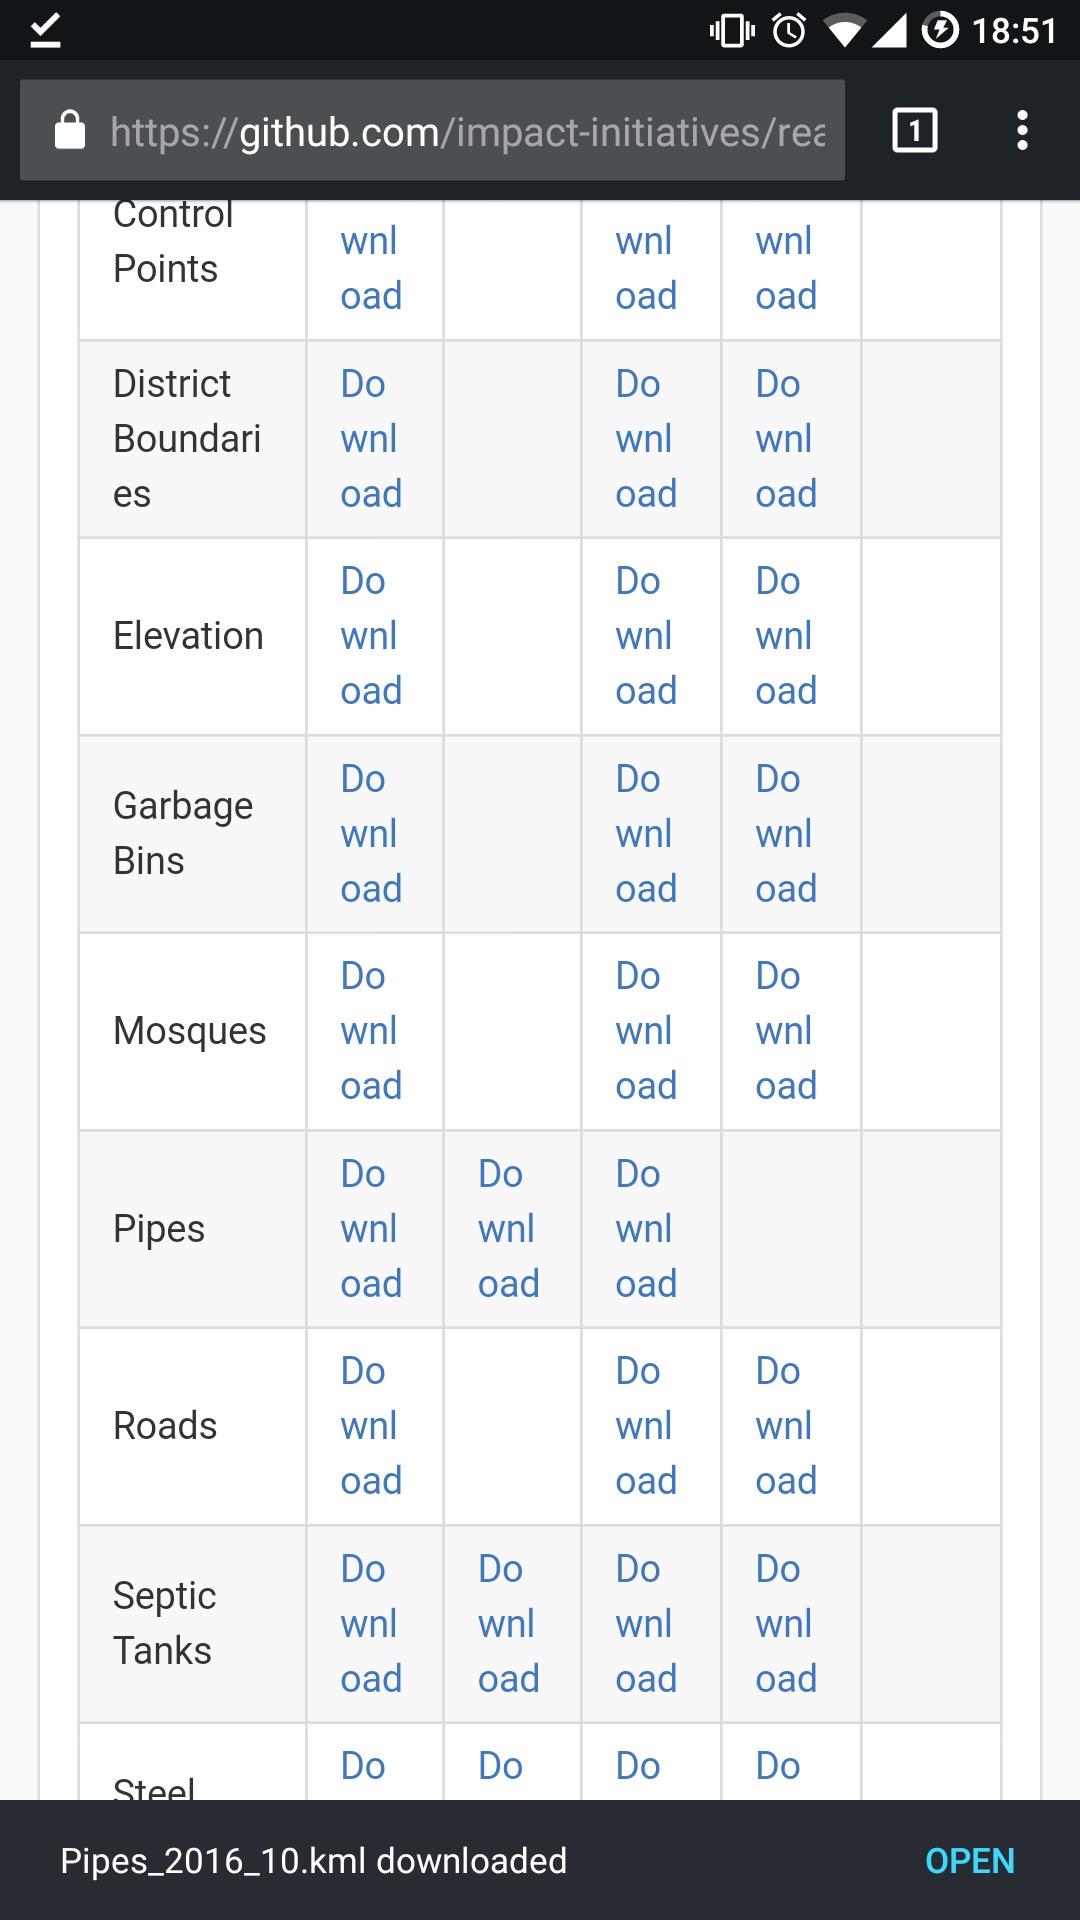 18:51
https://github.com/impact-initiatives/rea
1
Control
Points
wnl
oad
wnl
oad
wnl
oad
District
Boundari
es
Do
wnl
oad
Do
wnl
oad
Do
wnl
oad
Elevation
Do
wnl
oad
Do
wnl
oad
Do
wnl
oad
Garbage
Bins
Do
wnl
oad
Do
wnl
oad
Do
wnl
oad
Mosques
Do
wnl
oad
Do
wnl
oad
Do
wnl
oad
Pipes
Do
wnl
oad
Do
wnl
oad
Do
wnl
oad
Roads
Do
wnl
oad
Do
wnl
oad
Do
wnl
oad
Septic
Tanks
Do
wnl
oad
Do
wnl
oad
Do
wnl
oad
Do
wnl
oad
Steel
Do
Do
Do
Do
Pipes_2016_10.kml downloaded
OPEN